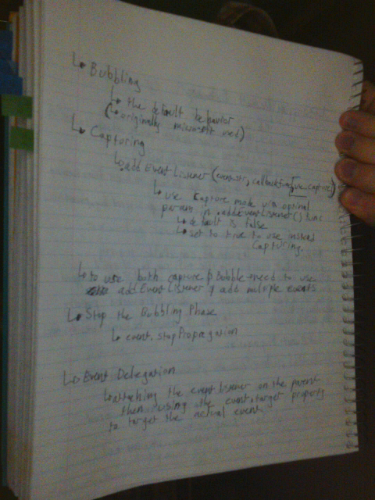 ↳ Bubbling
↳ the default behavior
(↳ originally microsoft one)
↳ Capturing
↳ addEventListener(event, callback fn, [use capture])
↳ use capture mode via optional
param in addEventListener()
↳ default is false
↳ set to true to use instead
capturing.
↳ to use both capture & bubble need to use
addEventListener & add multiple events
↳ Stop the Bubbling Phase
↳ event.stopPropagation
↳ Event Delegation
↳ attaching the event listener on the parent
then using the event.target property
to target the actual event.